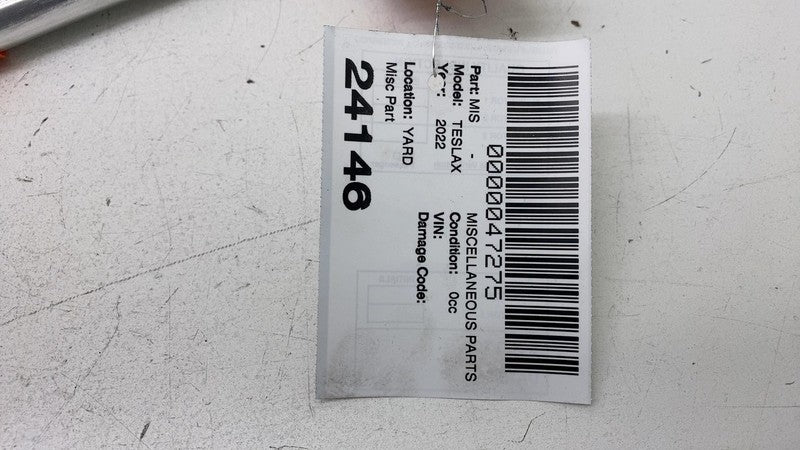 0000047275
Part: MIS - MISCELLANEOUS PARTS
Model: TESLAX Condition: 0cc
Year: 2022 VIN:
Damage Code:
Location: YARD
Misc Part
24146